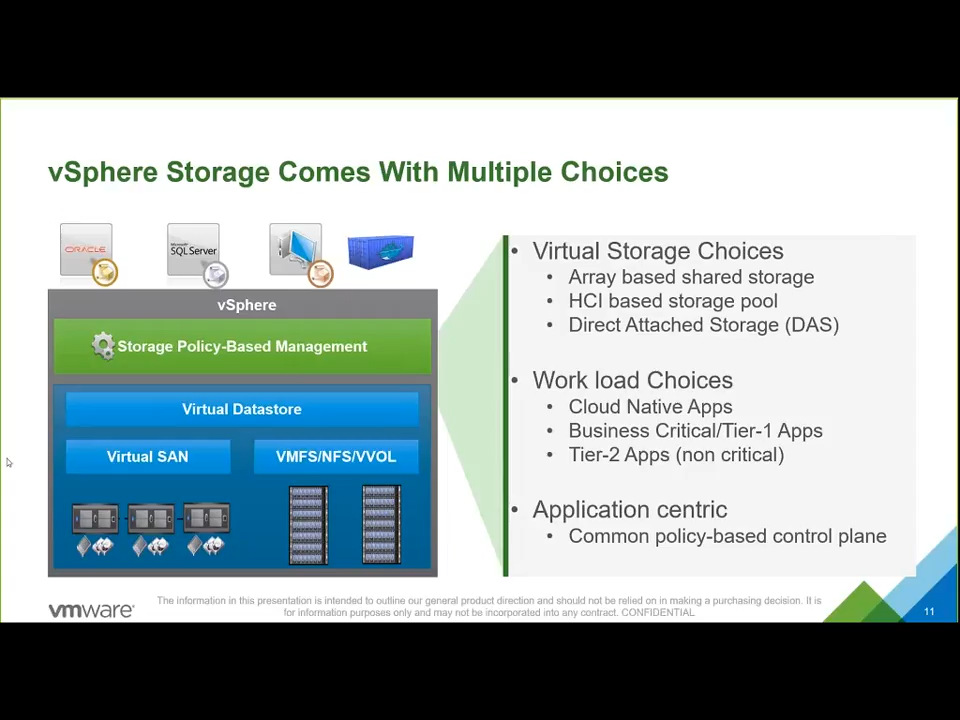 vSphere Storage Comes With Multiple Choices
ORACLE
Microsoft
SQL Server
vSphere
Storage Policy-Based Management
Virtual Datastore
Virtual SAN
VMFS/NFS/VVOL
• Virtual Storage Choices
• Array based shared storage
• HCI based storage pool
• Direct Attached Storage (DAS)
• Work load Choices
• Cloud Native Apps
• Business Critical/Tier-1 Apps
• Tier-2 Apps (non critical)
• Application centric
• Common policy-based control plane
vmware
The information in this presentation is intended to outline our general product direction and should not be relied on in making a purchasing decision. It is
for information purposes only and may not be incorporated into any contract. CONFIDENTIAL
11